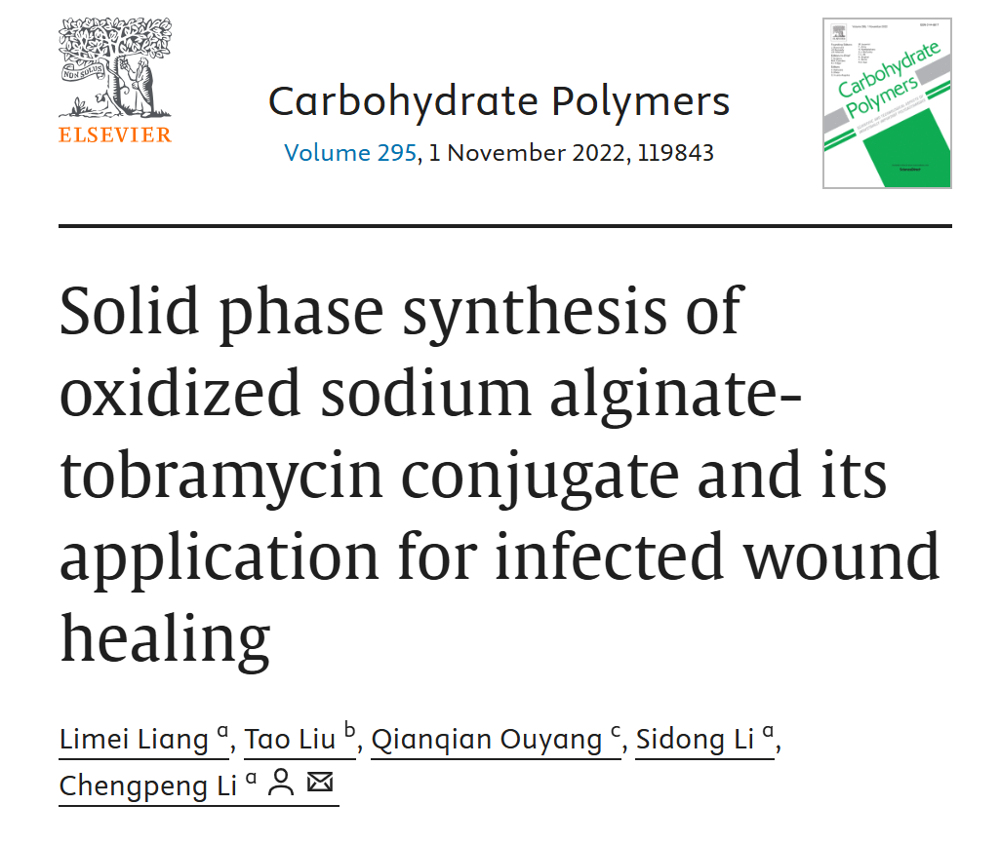 NON SOLUS
ELSEVIER
Carbohydrate Polymers
Volume 295, 1 November 2022, 119843
Carbohydrate
Polymers
Solid phase synthesis of
oxidized sodium alginate-
tobramycin conjugate and its
application for infected wound
healing
Limei Liang a, Tao Liu b, Qianqian Ouyang c, Sidong Li a,
Chengpeng Li a